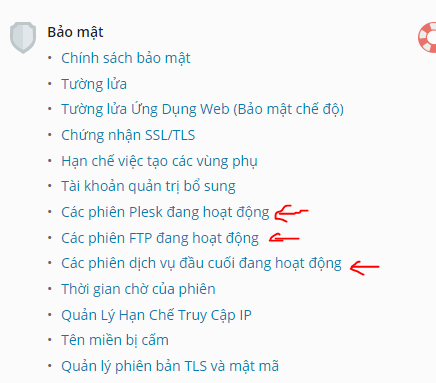 Bảo mật
Chính sách bảo mật
Tường lửa
Tường lửa Ứng Dụng Web (Bảo mật chế độ)
Chứng nhận SSL/TLS
Hạn chế việc tạo các vùng phụ
Tài khoản quản trị bổ sung
Các phiên Plesk đang hoạt động
Các phiên FTP đang hoạt động
Các phiên dịch vụ đầu cuối đang hoạt động
Thời gian chờ của phiên
Quản Lý Hạn Chế Truy Cập IP
Tên miền bị cấm
Quản lý phiên bản TLS và mật mã